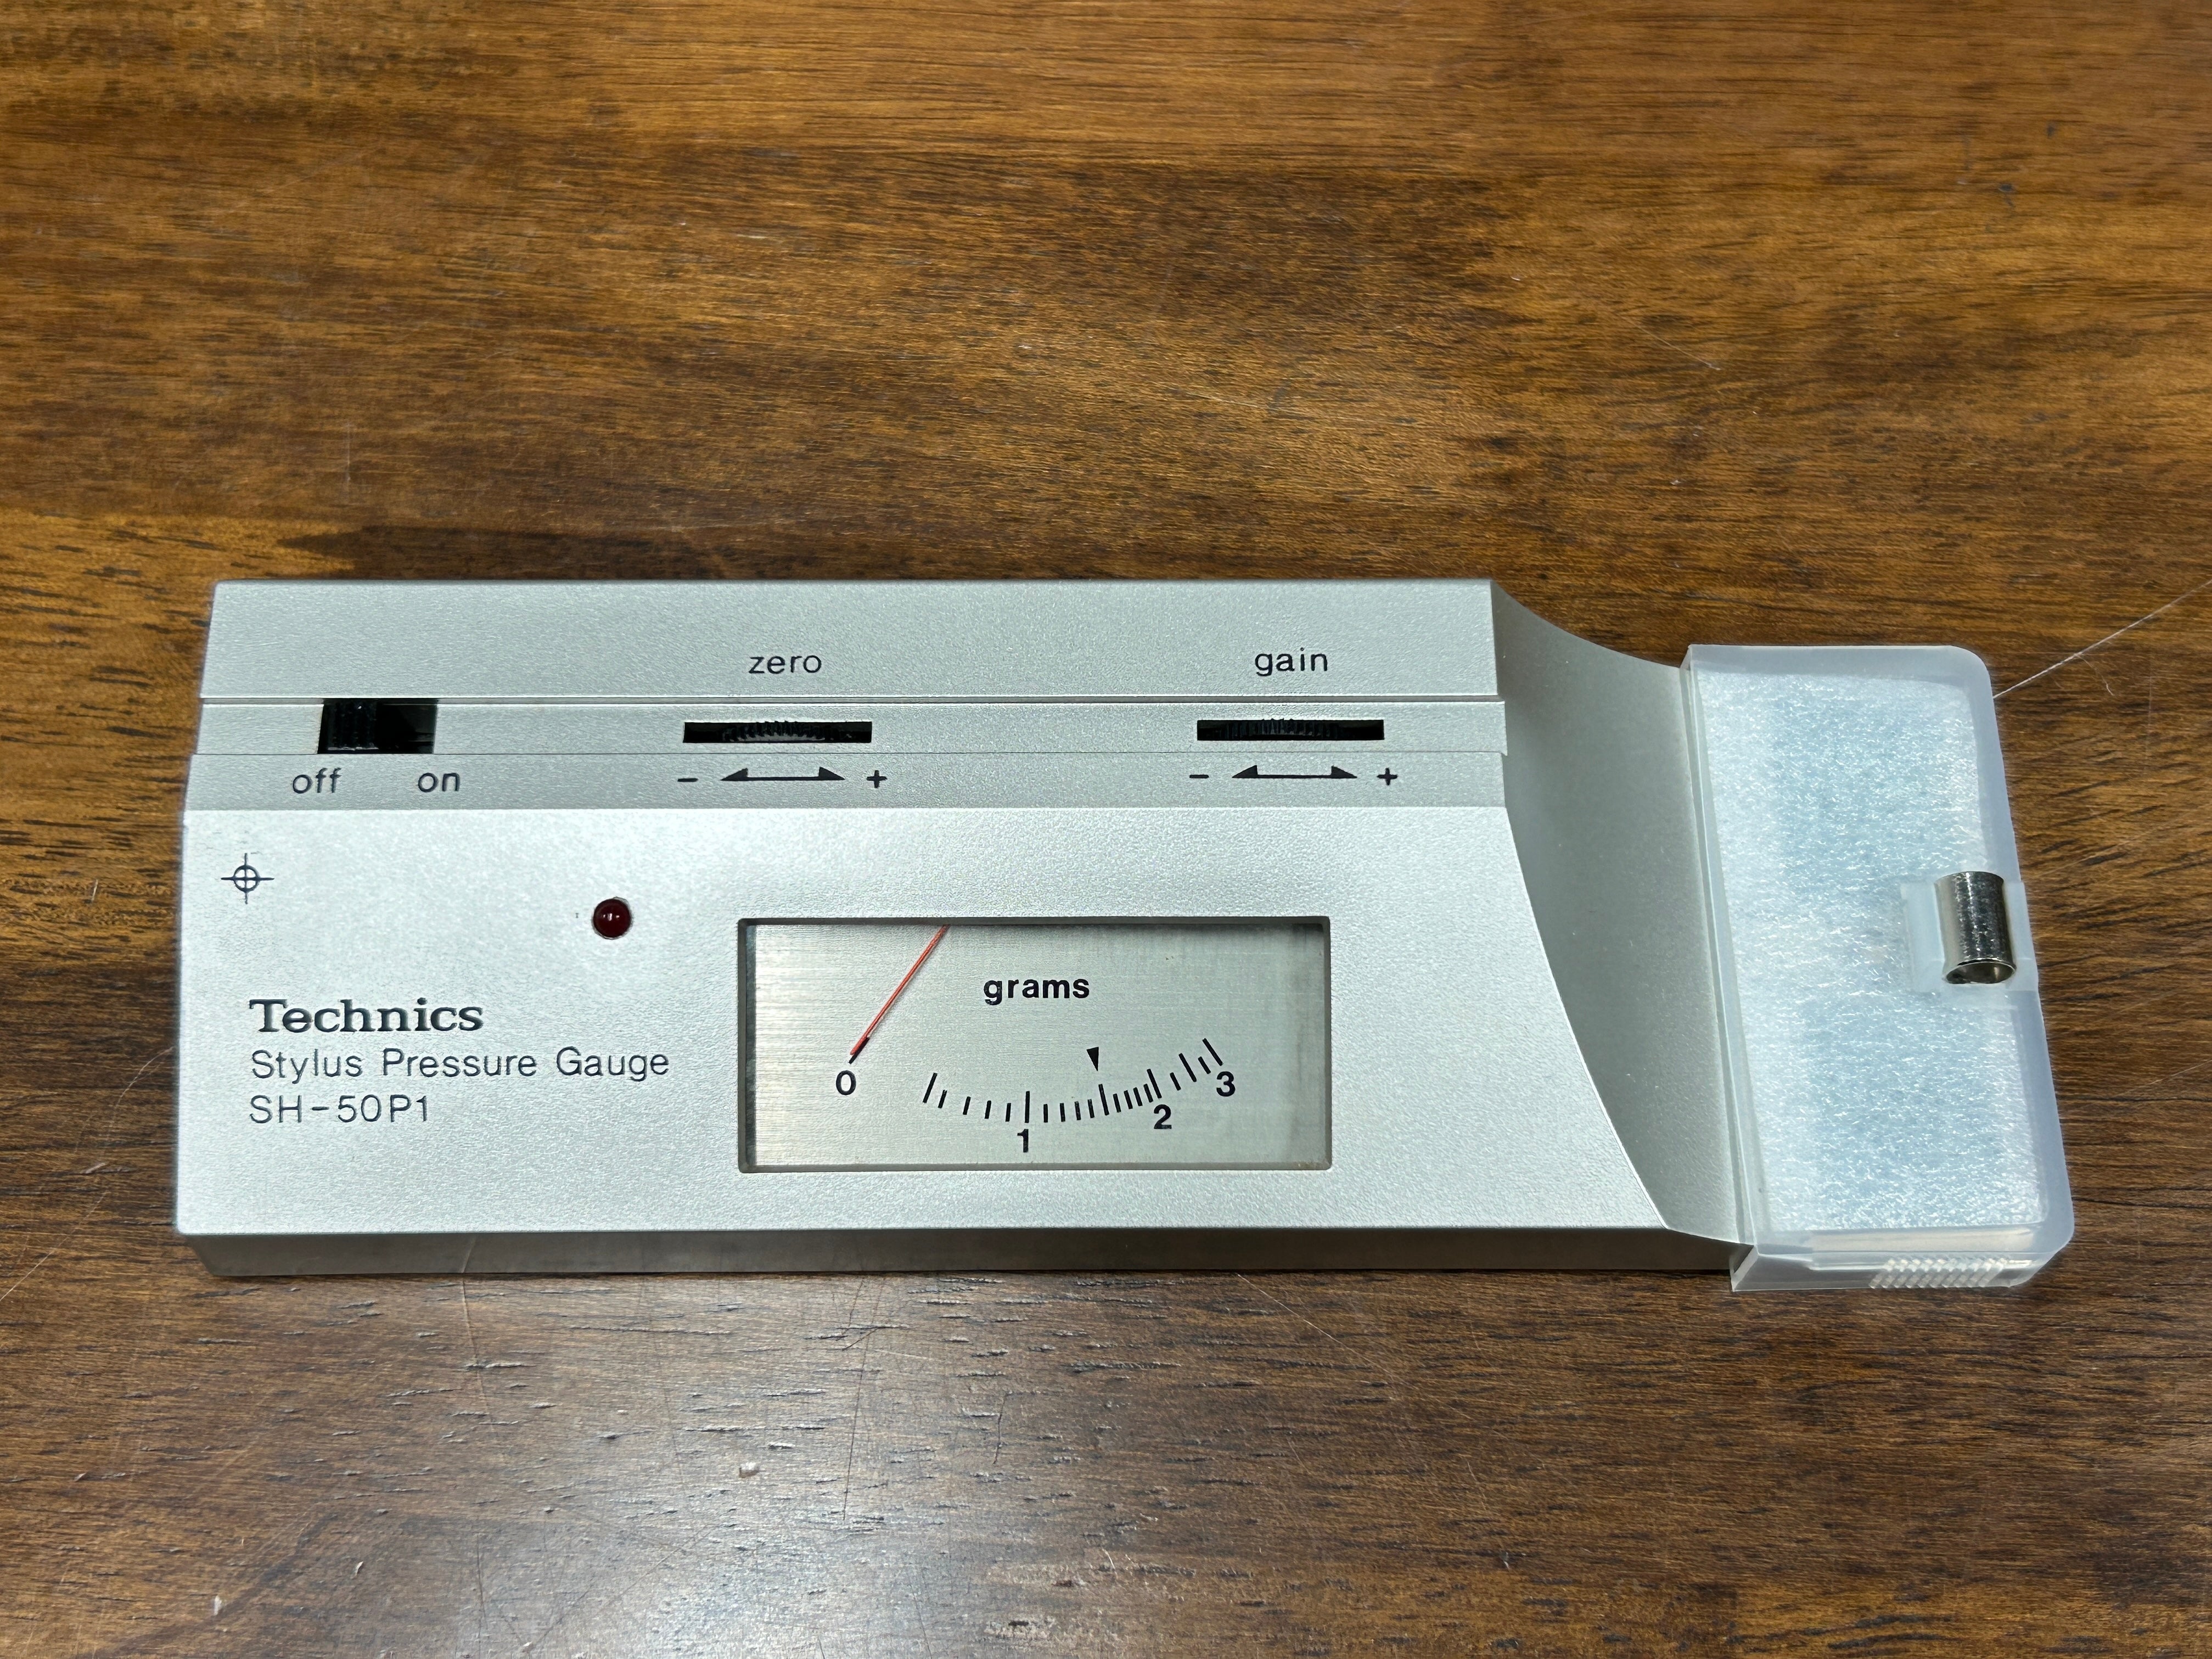 zero gain
off on - + - +
Technics
Stylus Pressure Gauge
SH-50P1
grams
0 1 2 3